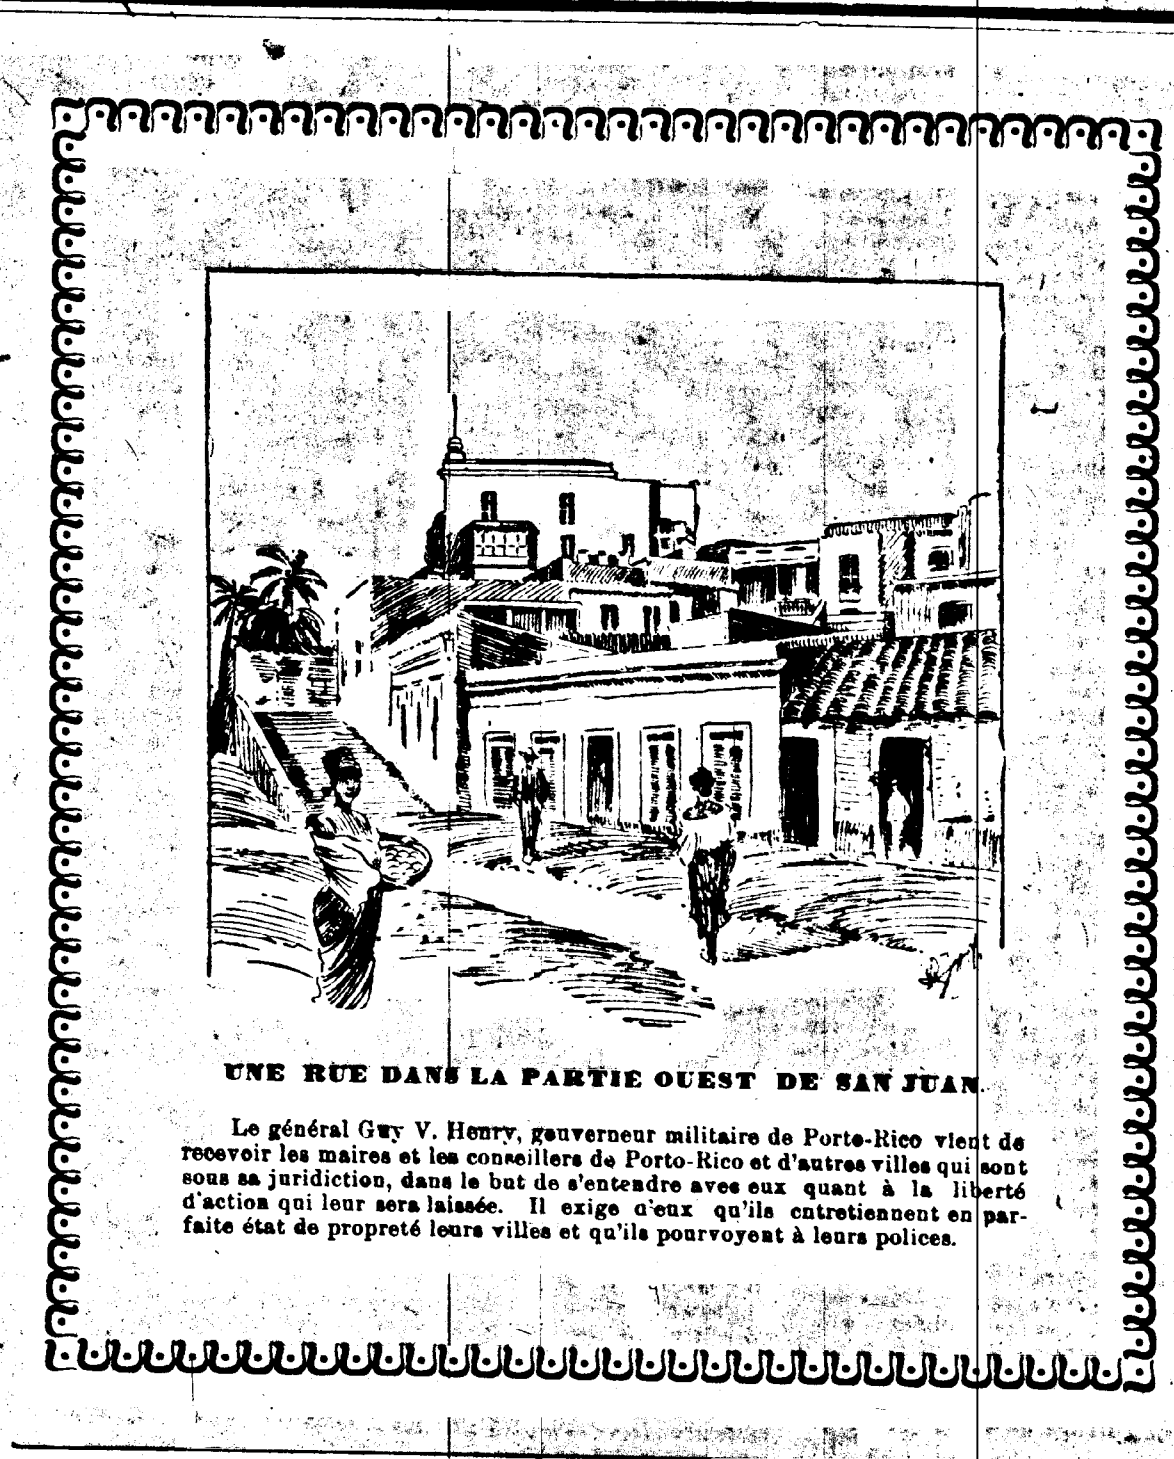 UNE RUE DANS LA PARTIE OUEST DE SAN JUAN.
Le général Guy V. Henry, gouverneur militaire de Porto-Rico vient de
recevoir les maires et les conseillers de Porto-Rico et d'autres villes qui sont
sous sa juridiction, dans le but de s'entendre avec eux quant à la liberté
d'action qui leur sera laissée. Il exige d'eux qu'ils entretiennent en par-
faite état de propreté leurs villes et qu'ils pourvoyent à leurs polices.